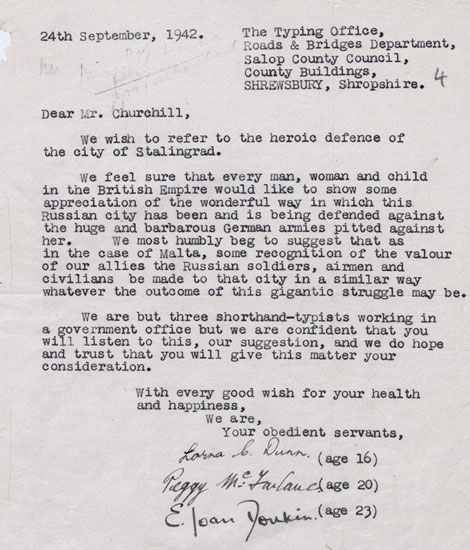 24th September, 1942.
The Typing Office,
Roads & Bridges Department,
Salop County Council,
County Buildings,
SHREWSBURY, Shropshire.
4
Dear Mr. Churchill,
We wish to refer to the heroic defence of
the city of Stalingrad.
We feel sure that every man, woman and child
in the British Empire would like to show some
appreciation of the wonderful way in which this
Russian city has been and is being defended against
the huge and barbarous German armies pitted against
her. We most humbly beg to suggest that as
in the case of Malta, some recognition of the valour
of our allies the Russian soldiers, airmen and
civilians be made to that city in a similar way
whatever the outcome of this gigantic struggle may be.
We are but three shorthand-typists working in
a government office but we are confident that you
will listen to this, our suggestion, and we do hope
and trust that you will give this matter your
consideration.
With every good wish for your health
and happiness,
We are,
Your obedient servants,
Lorna C. Dunn. (age 16)
Peggy McFarlane (age 20)
E. Joan Donkin. (age 23)